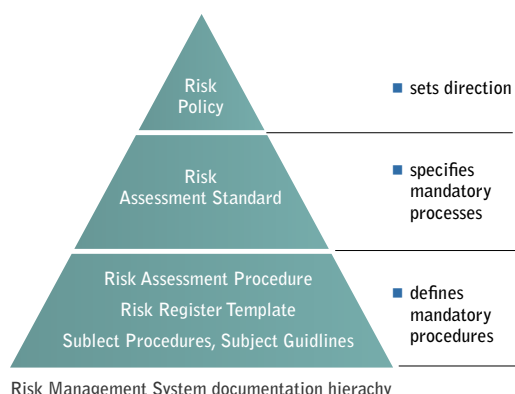 Risk
Policy
sets direction
Risk
Assessment Standard
specifies
mandatory
processes
Risk Assessment Procedure
Risk Register Template
Sublect Procedures, Subject Guidlines
defines
mandatory
procedures
Risk Management System documentation hierachy